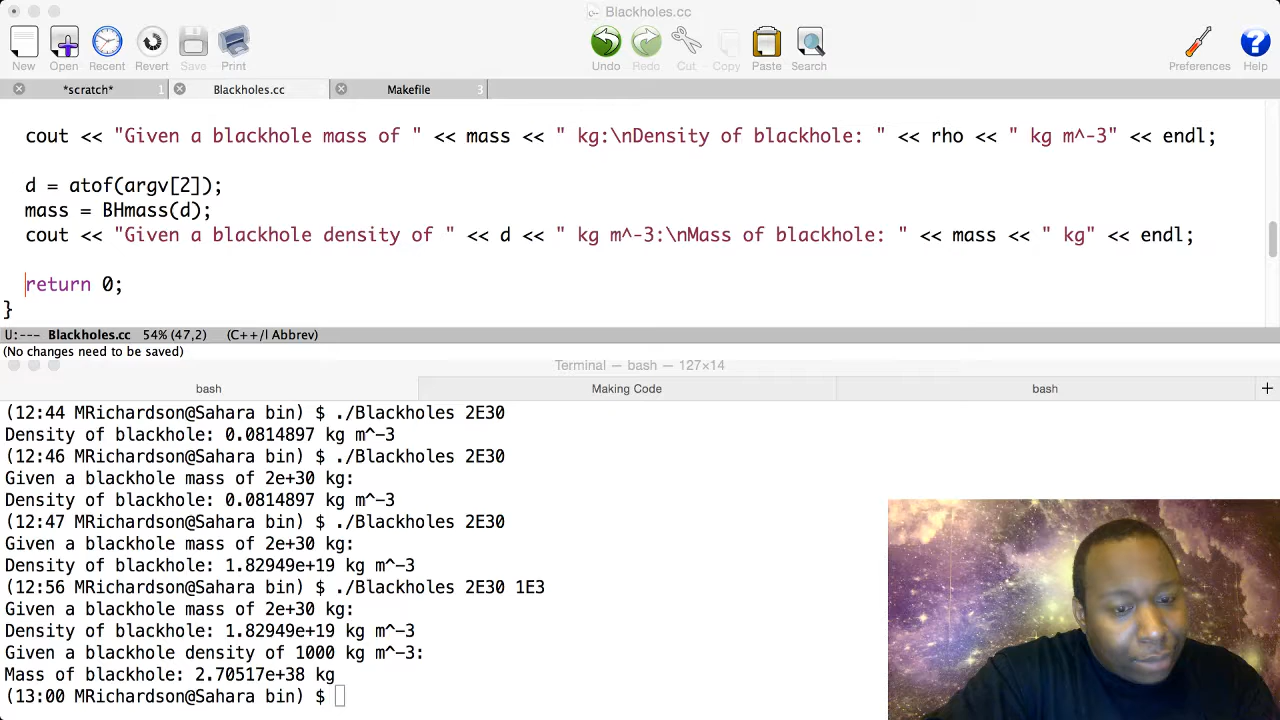 Blackholes.cc
New Open Recent Revert Save Print Undo Redo Cut Copy Paste Search Preferences Help
*scratch* 1 Blackholes.cc Makefile 3
cout << "Given a blackhole mass of " << mass << " kg:\nDensity of blackhole: " << rho << " kg m^-3" << endl;
d = atof(argv[2]);
mass = BHmass(d);
cout << "Given a blackhole density of " << d << " kg m^-3:\nMass of blackhole: " << mass << " kg" << endl;
return 0;
}
U:--- Blackholes.cc 54% (47,2) (C++/l Abbrev)
(No changes need to be saved)
Terminal — bash — 127×14
bash Making Code bash +
(12:44 MRichardson@Sahara bin) $ ./Blackholes 2E30
Density of blackhole: 0.0814897 kg m^-3
(12:46 MRichardson@Sahara bin) $ ./Blackholes 2E30
Given a blackhole mass of 2e+30 kg:
Density of blackhole: 0.0814897 kg m^-3
(12:47 MRichardson@Sahara bin) $ ./Blackholes 2E30
Given a blackhole mass of 2e+30 kg:
Density of blackhole: 1.82949e+19 kg m^-3
(12:56 MRichardson@Sahara bin) $ ./Blackholes 2E30 1E3
Given a blackhole mass of 2e+30 kg:
Density of blackhole: 1.82949e+19 kg m^-3
Given a blackhole density of 1000 kg m^-3:
Mass of blackhole: 2.70517e+38 kg
(13:00 MRichardson@Sahara bin) $